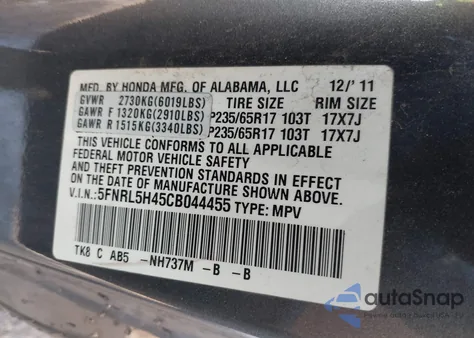 MFD. BY HONDA MFG. OF ALABAMA, LLC 12/'11
GVWR 2730KG(6019LBS) TIRE SIZE RIM SIZE
GAWR F 1320KG(2910LBS) P235/65R17 103T 17X7J
GAWR R 1515KG(3340LBS) P235/65R17 103T 17X7J
THIS VEHICLE CONFORMS TO ALL APPLICABLE
FEDERAL MOTOR VEHICLE SAFETY
AND THEFT PREVENTION STANDARDS IN EFFECT
ON THE DATE OF MANUFACTURE SHOWN ABOVE.
V.I.N.:5FNRL5H45CB044455 TYPE: MPV
TK8 C AB5 -NH737M -B -B
autoSnap